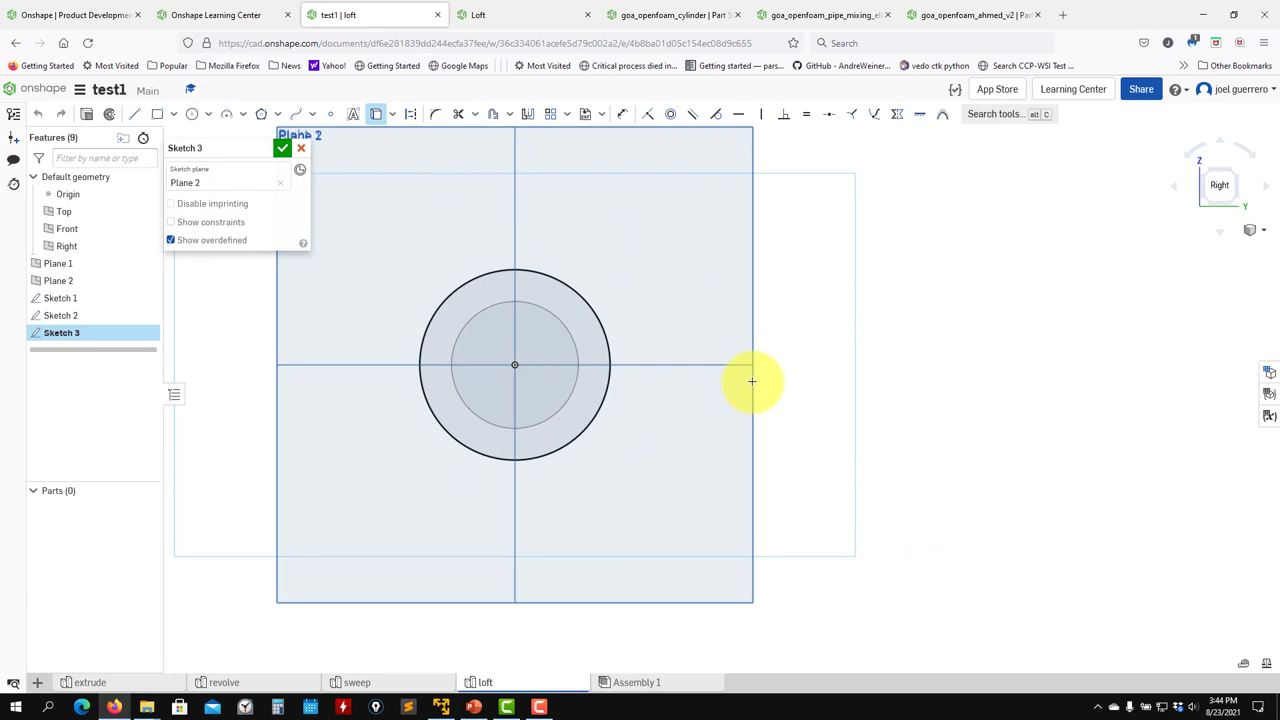 Onshape | Product Developmen
Onshape Learning Center
test1 | loft
Loft
goa_openfoam_cylinder | Part S
goa_openfoam_pipe_mixing_el
goa_openfoam_ahmed_v2 | Part
https://cad.onshape.com/documents/df6e281839dd244ecfa37fee/w/36cd34061acefc5d79c002a2/e/4b8ba01d05c154ec08d9c655
Search
Getting Started
Most Visited
Popular
Mozilla Firefox
News
Yahoo!
Getting Started
Google Maps
Most Visited
Critical process died in...
Getting started — pars...
GitHub - AndreWeiner...
vedo ctk python
Search CCP-WSI Test ...
Other Bookmarks
onshape
test1
Main
App Store
Learning Center
Share
joel guerrero
Search tools...
alt
C
Features (9)
Filter by name or type
Default geometry
Origin
Top
Front
Right
Plane 1
Plane 2
Sketch 1
Sketch 2
Sketch 3
Parts (0)
Sketch 3
Sketch plane
Plane 2
Disable imprinting
Show constraints
Show overdefined
Plane 2
Z
Right
Y
extrude
revolve
sweep
loft
Assembly 1
3:44 PM
8/23/2021